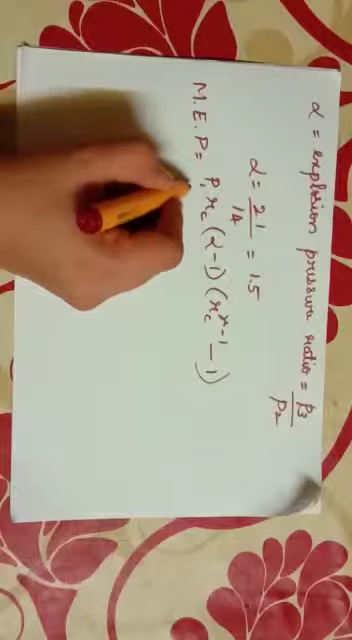 α = explosion pressure ratio = p3/p2
α = 21/14 = 1.5
M.E.P = P1 rc (α-1) (rc^γ-1 - 1)